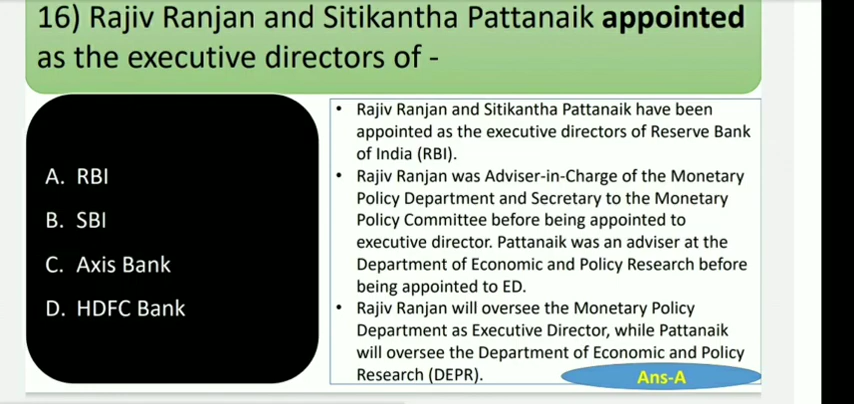 16) Rajiv Ranjan and Sitikantha Pattanaik appointed
as the executive directors of -
A. RBI
B. SBI
C. Axis Bank
D. HDFC Bank
• Rajiv Ranjan and Sitikantha Pattanaik have been
appointed as the executive directors of Reserve Bank
of India (RBI).
• Rajiv Ranjan was Adviser-in-Charge of the Monetary
Policy Department and Secretary to the Monetary
Policy Committee before being appointed to
executive director. Pattanaik was an adviser at the
Department of Economic and Policy Research before
being appointed to ED.
• Rajiv Ranjan will oversee the Monetary Policy
Department as Executive Director, while Pattanaik
will oversee the Department of Economic and Policy
Research (DEPR).
Ans-A